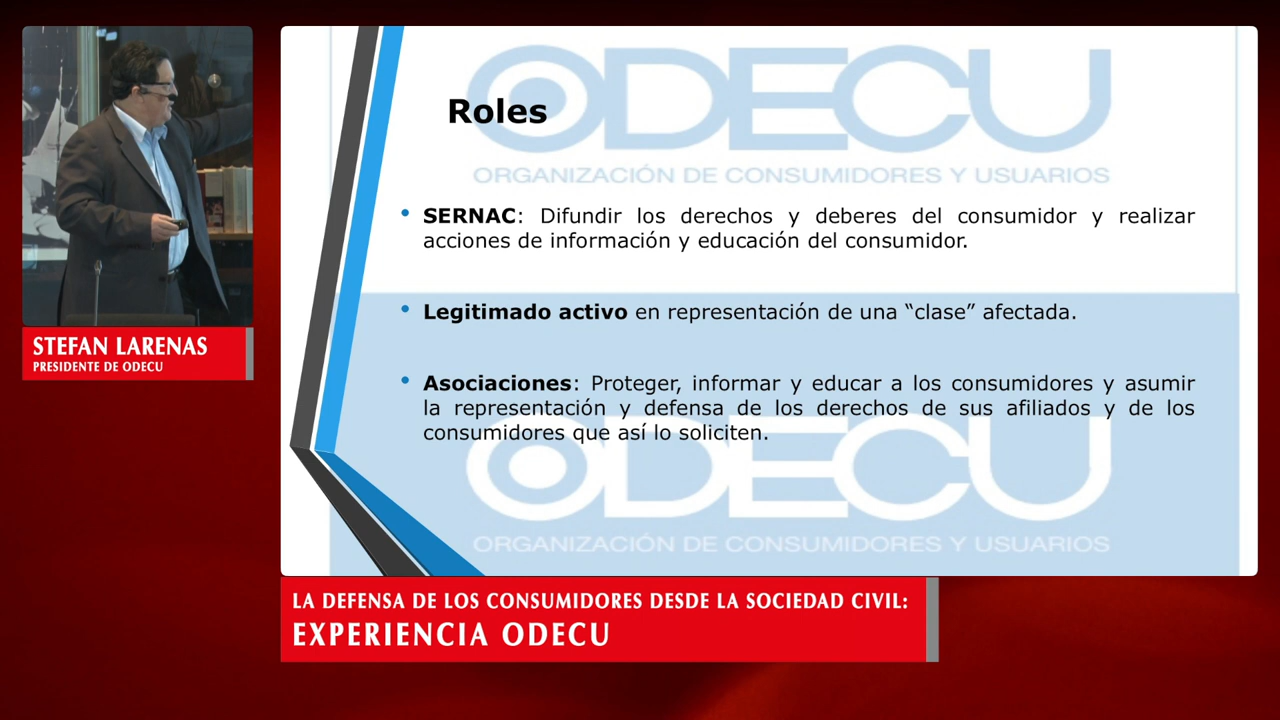 ODECU
ORGANIZACIÓN DE CONSUMIDORES Y USUARIOS
Roles
• SERNAC: Difundir los derechos y deberes del consumidor y realizar
acciones de información y educación del consumidor.
• Legitimado activo en representación de una “clase” afectada.
• Asociaciones: Proteger, informar y educar a los consumidores y asumir
la representación y defensa de los derechos de sus afiliados y de los
consumidores que así lo soliciten.
ODECU
ORGANIZACIÓN DE CONSUMIDORES Y USUARIOS
STEFAN LARENAS
PRESIDENTE DE ODECU
LA DEFENSA DE LOS CONSUMIDORES DESDE LA SOCIEDAD CIVIL:
EXPERIENCIA ODECU